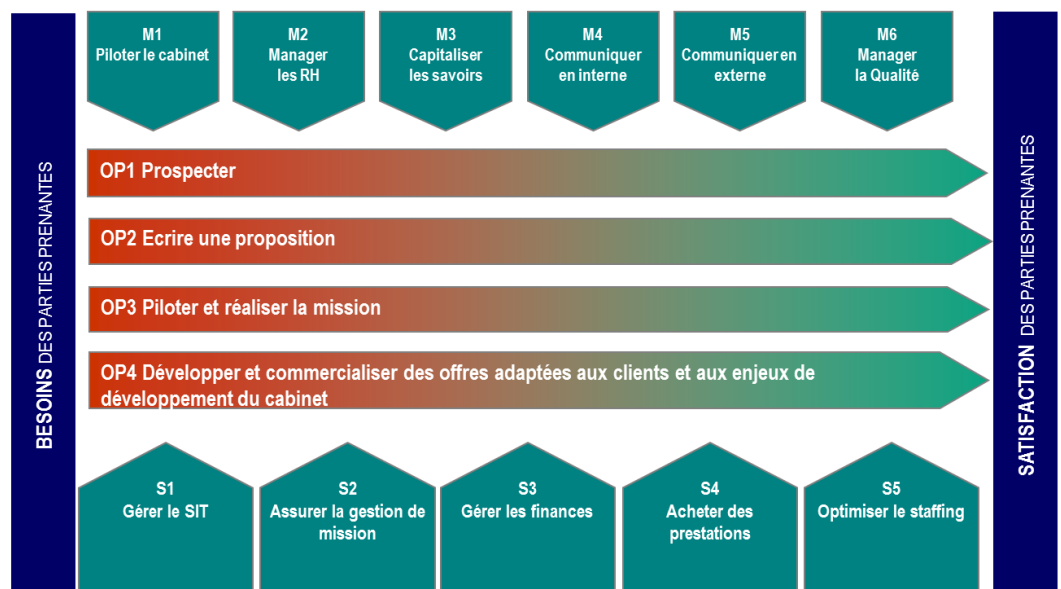 BESOINS DES PARTIES PRENANTES
M1
Piloter le cabinet
M2
Manager
les RH
M3
Capitaliser
les savoirs
M4
Communiquer
en interne
M5
Communiquer en
externe
M6
Manager
la Qualité
OP1 Prospecter
OP2 Ecrire une proposition
OP3 Piloter et réaliser la mission
OP4 Développer et commercialiser des offres adaptées aux clients et aux enjeux de
développement du cabinet
S1
Gérer le SIT
S2
Assurer la gestion de
mission
S3
Gérer les finances
S4
Acheter des
prestations
S5
Optimiser le staffing
SATISFACTION DES PARTIES PRENANTES